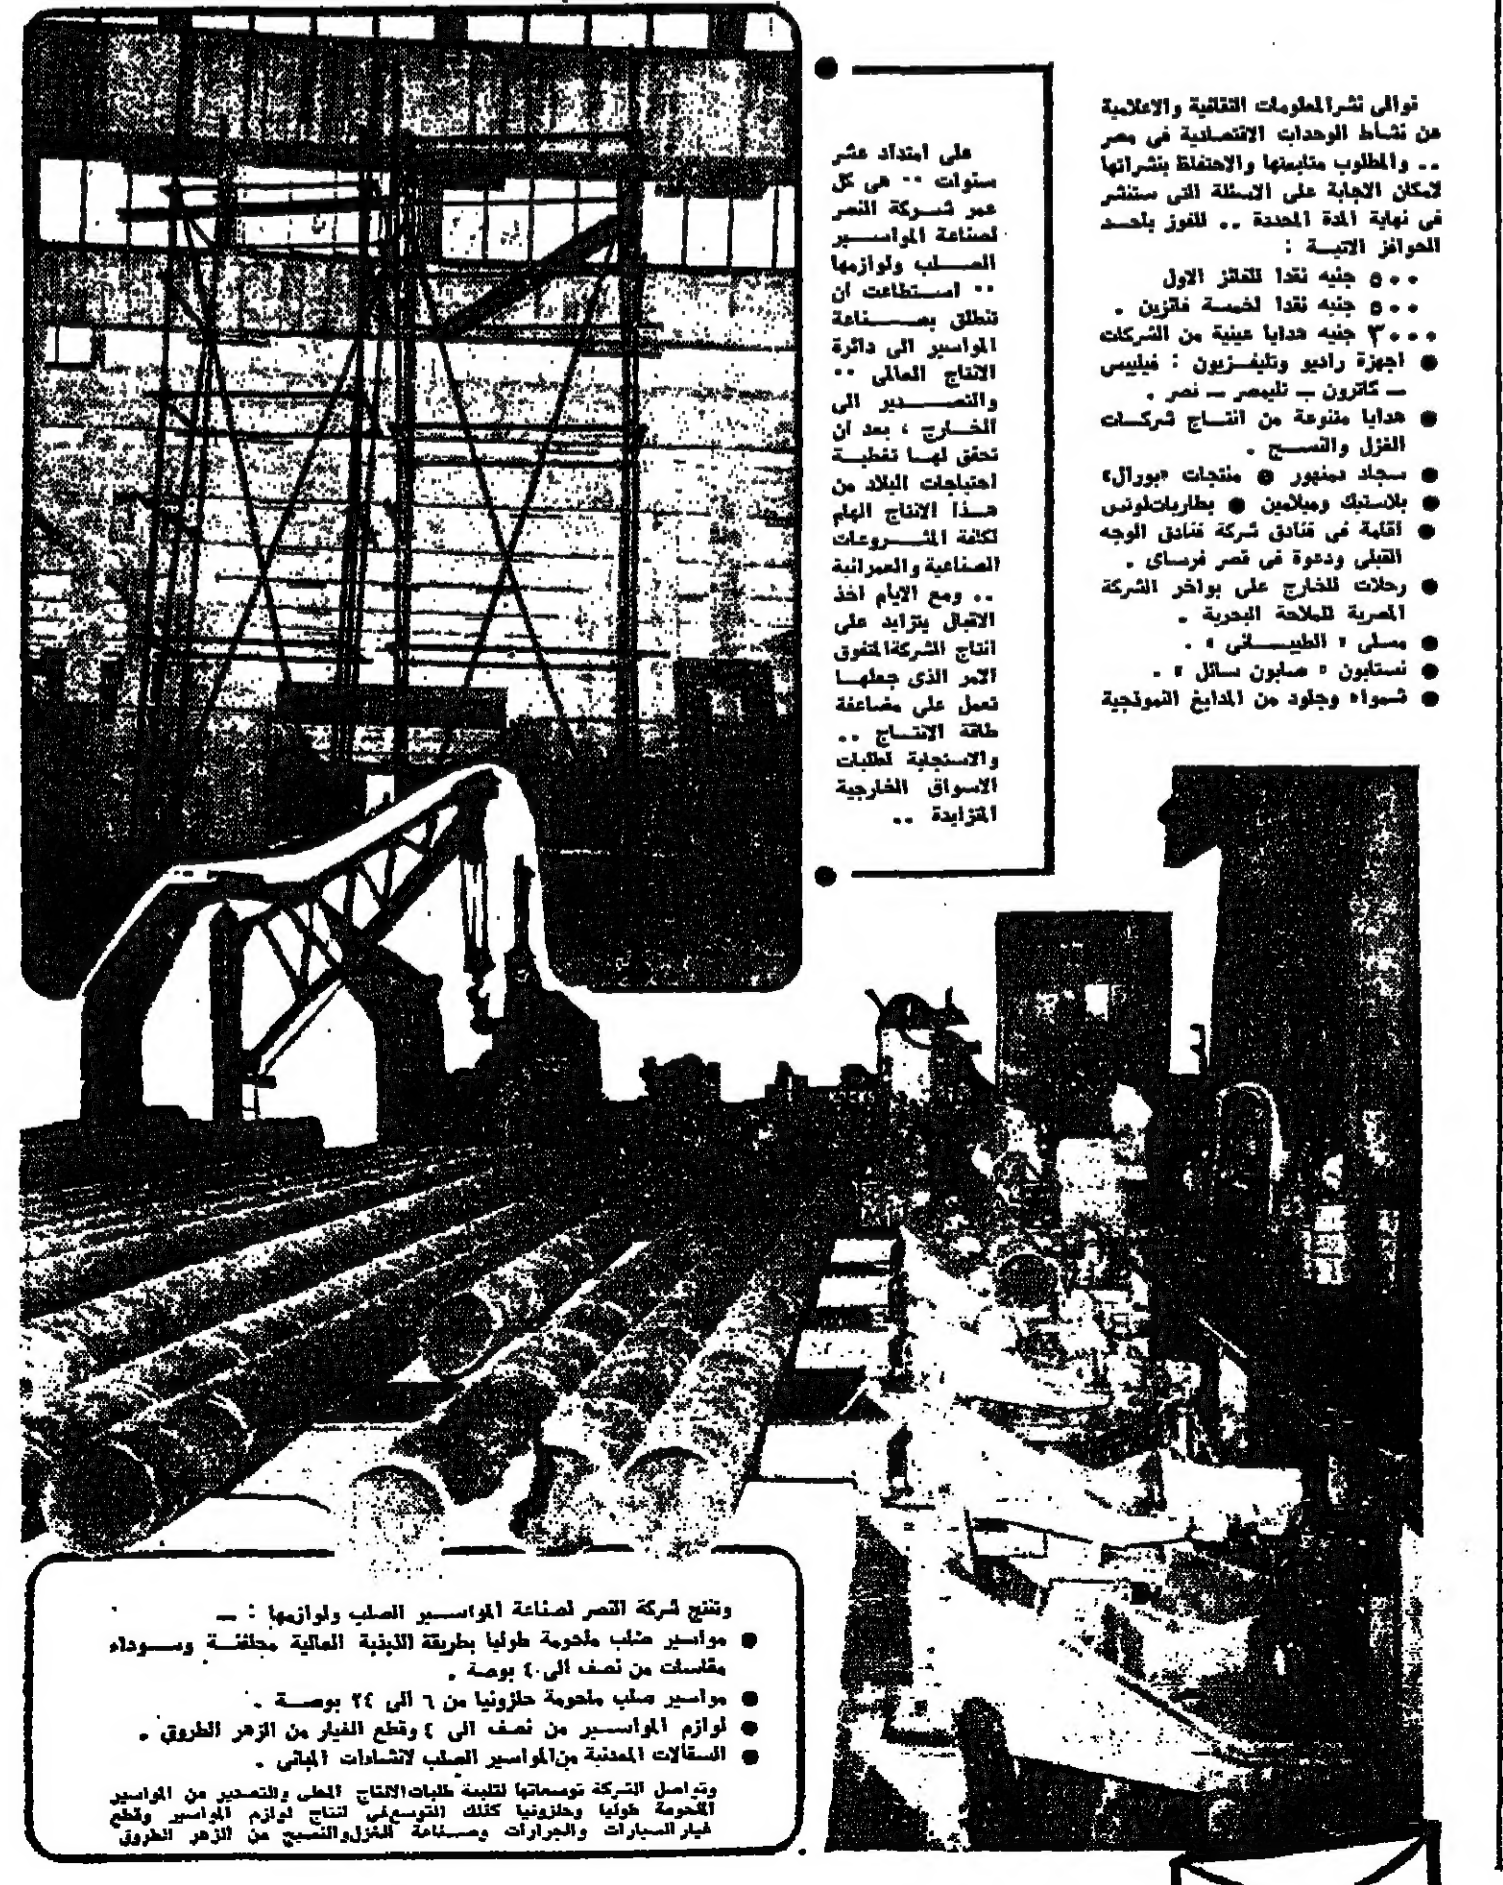 نوالى نشر المعلومات الثقافية والاعلامية
عن نشاط الوحدات الاقتصادية فى مصر
.. والمطلوب متابعتها والاحتفاظ بنشراتها
لامكان الاجابة على الاسئلة التى ستنشر
فى نهاية المدة المحددة .. للفوز باحد
الحوافز الاتية :
٥٠٠ جنيه نقدا للفائز الاول
٥٠٠ جنيه نقدا لخمسة فائزين .
٣٠٠٠ جنيه هدايا عينية من الشركات
● اجهزة راديو وتليفزيون : فيليبس
— كاترون — تليمصر — نصر .
● هدايا متنوعة من انتاج شركات
الغزل والنسج .
● سجاد دمنهور ● منتجات «بورال»
● بلاستيك وميلامين ● بطاريات لوتس
● اقامة فى فنادق شركة فنادق الوجه
القبلى ودعوة فى قصر فرساى .
● رحلات للخارج على بواخر الشركة
المصرية للملاحة البحرية .
● مسلى « الطيبانى » .
● نستابون « صابون سائل » .
● شمواه وجلود من المدابغ النموذجية
على امتداد عشر
سنوات .. هى كل
عمر شركة النصر
لصناعة المواسير
الصلب ولوازمها
.. استطاعت ان
تنطلق بصناعة
المواسير الى دائرة
الانتاج العالمى ..
والتصدير الى
الخارج ، بعد ان
تحقق لها تغطية
احتياجات البلاد من
هذا الانتاج الهام
لكافة المشروعات
الصناعية والعمرانية
.. ومع الايام اخذ
الاقبال يتزايد على
انتاج الشركة المتفوق
الامر الذى جعلها
تعمل على مضاعفة
طاقة الانتاج ..
والاستجابة لطلبات
الاسواق الخارجية
المتزايدة ..
وتنتج شركة النصر لصناعة المواسير الصلب ولوازمها : —
● مواسير صلب ملحومة طوليا بطريقة الذبذبة العالية مجلفنة وسوداء
مقاسات من نصف الى ٤٠ بوصة .
● مواسير صلب ملحومة حلزونيا من ٦ الى ٢٤ بوصة .
● لوازم المواسير من نصف الى ٤ وقطع الغيار من الزهر الطروق .
● السقالات المعدنية من المواسير الصلب لانشاءات المبانى .
وتواصل الشركة توسعاتها لتلبية طلبات الانتاج المحلى والتصدير من المواسير
الملحومة طوليا وحلزونيا كذلك التوسع فى انتاج لوازم المواسير وقطع
غيار السيارات والجرارات وصناعة الغزل والنسيج من الزهر الطروق